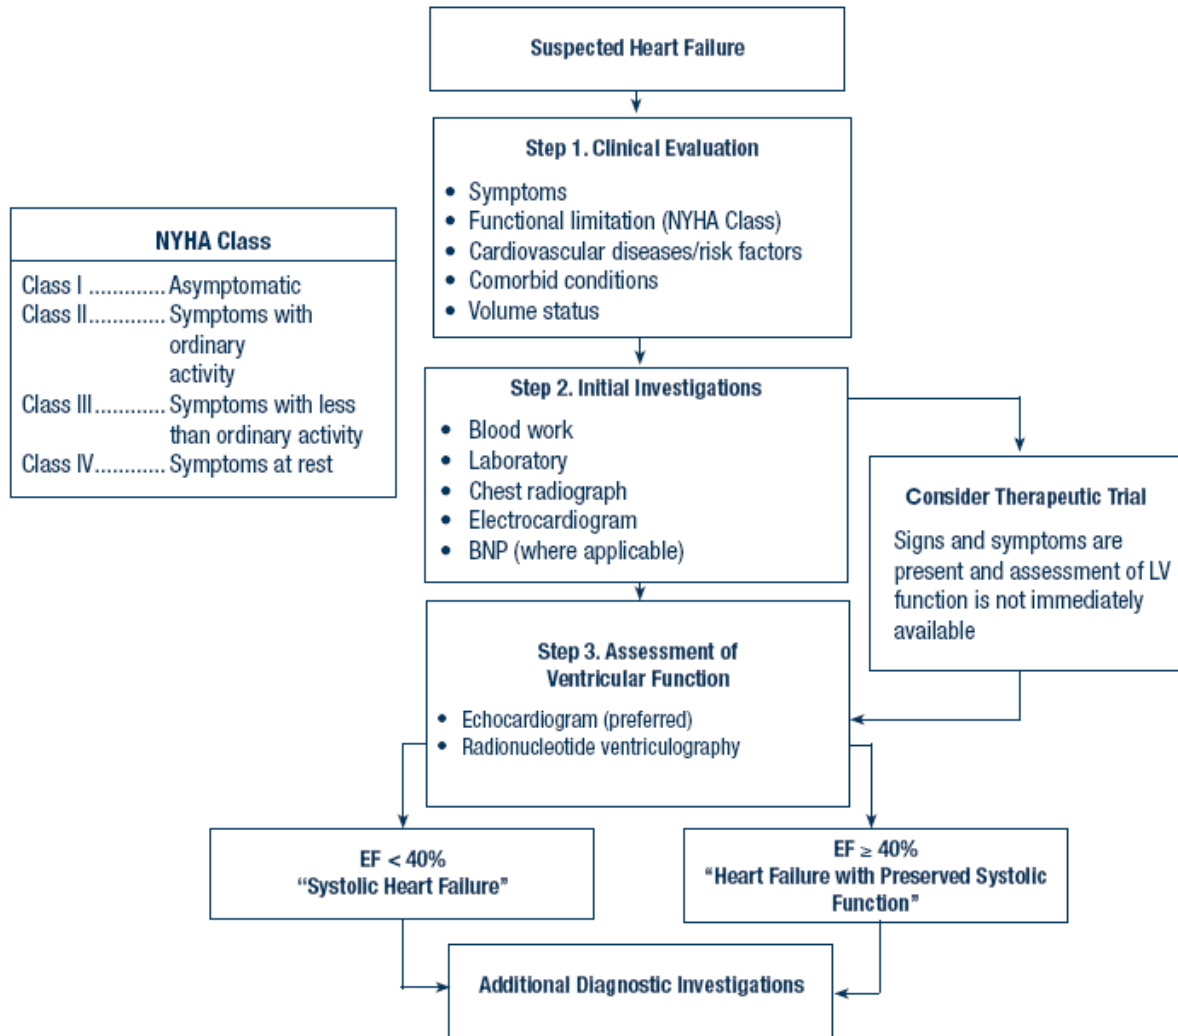 Suspected Heart Failure
Step 1. Clinical Evaluation
• Symptoms
• Functional limitation (NYHA Class)
• Cardiovascular diseases/risk factors
• Comorbid conditions
• Volume status
NYHA Class
Class I ............. Asymptomatic
Class II............. Symptoms with
ordinary
activity
Class III............ Symptoms with less
than ordinary activity
Class IV............ Symptoms at rest
Step 2. Initial Investigations
• Blood work
• Laboratory
• Chest radiograph
• Electrocardiogram
• BNP (where applicable)
Consider Therapeutic Trial
Signs and symptoms are
present and assessment of LV
function is not immediately
available
Step 3. Assessment of
Ventricular Function
• Echocardiogram (preferred)
• Radionucleotide ventriculography
EF < 40%
“Systolic Heart Failure”
EF ≥ 40%
“Heart Failure with Preserved Systolic
Function”
Additional Diagnostic Investigations